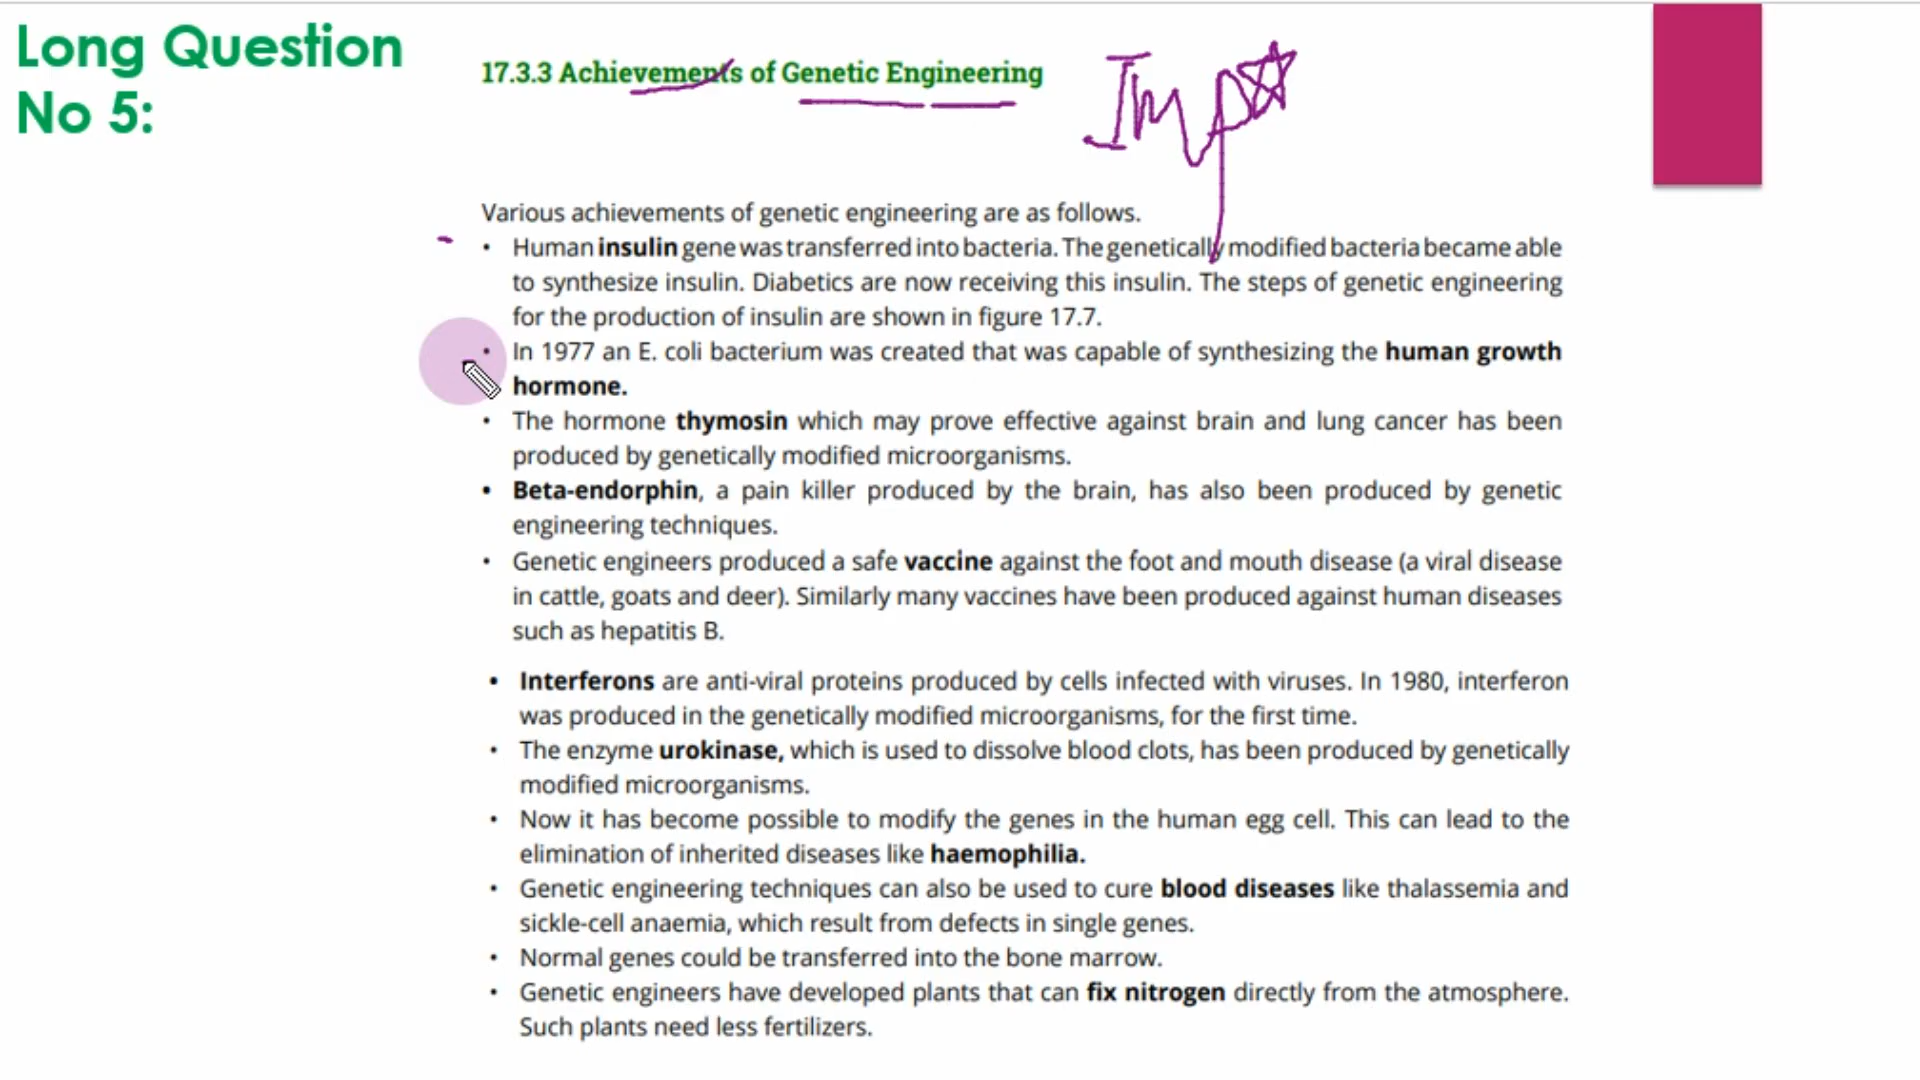 Long Question
No 5:
17.3.3 Achievements of Genetic Engineering
Imp
Various achievements of genetic engineering are as follows.
• Human insulin gene was transferred into bacteria. The genetically modified bacteria became able
to synthesize insulin. Diabetics are now receiving this insulin. The steps of genetic engineering
for the production of insulin are shown in figure 17.7.
• In 1977 an E. coli bacterium was created that was capable of synthesizing the human growth
hormone.
• The hormone thymosin which may prove effective against brain and lung cancer has been
produced by genetically modified microorganisms.
• Beta-endorphin, a pain killer produced by the brain, has also been produced by genetic
engineering techniques.
• Genetic engineers produced a safe vaccine against the foot and mouth disease (a viral disease
in cattle, goats and deer). Similarly many vaccines have been produced against human diseases
such as hepatitis B.
• Interferons are anti-viral proteins produced by cells infected with viruses. In 1980, interferon
was produced in the genetically modified microorganisms, for the first time.
• The enzyme urokinase, which is used to dissolve blood clots, has been produced by genetically
modified microorganisms.
• Now it has become possible to modify the genes in the human egg cell. This can lead to the
elimination of inherited diseases like haemophilia.
• Genetic engineering techniques can also be used to cure blood diseases like thalassemia and
sickle-cell anaemia, which result from defects in single genes.
• Normal genes could be transferred into the bone marrow.
• Genetic engineers have developed plants that can fix nitrogen directly from the atmosphere.
Such plants need less fertilizers.